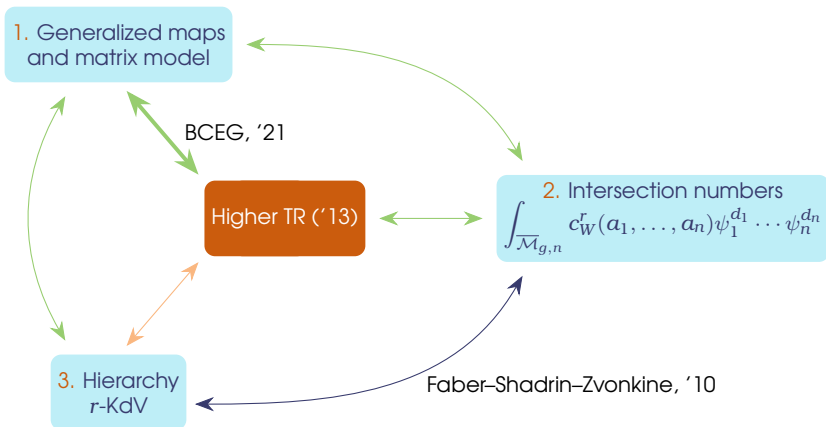 1. Generalized maps
and matrix model
BCEG, ’21
Higher TR (’13)
2. Intersection numbers
∫_{\overline{M}_{g,n}} c_W^r(a_1, . . . , a_n)ψ_1^{d_1} ··· ψ_n^{d_n}
3. Hierarchy
r-KdV
Faber–Shadrin–Zvonkine, ’10